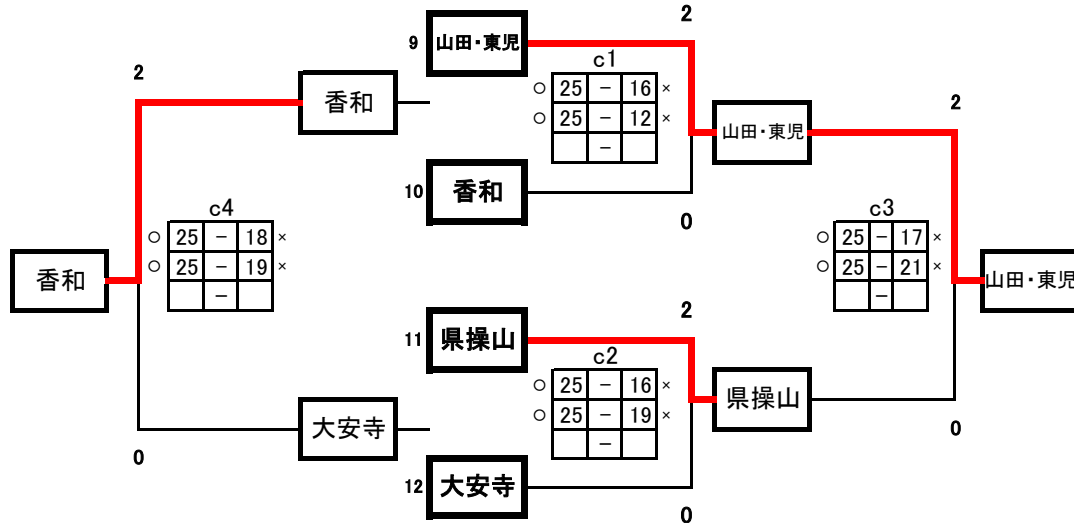 2
9 山田・東児
c1
○ 25 － 16 ×
○ 25 － 12 ×
－
10 香和
0
山田・東児
2
香和
2
c4
○ 25 － 18 ×
○ 25 － 19 ×
－
香和
大安寺
0
c3
○ 25 － 17 ×
○ 25 － 21 ×
－
山田・東児
2
11 県操山
c2
○ 25 － 16 ×
○ 25 － 19 ×
－
12 大安寺
0
県操山
0